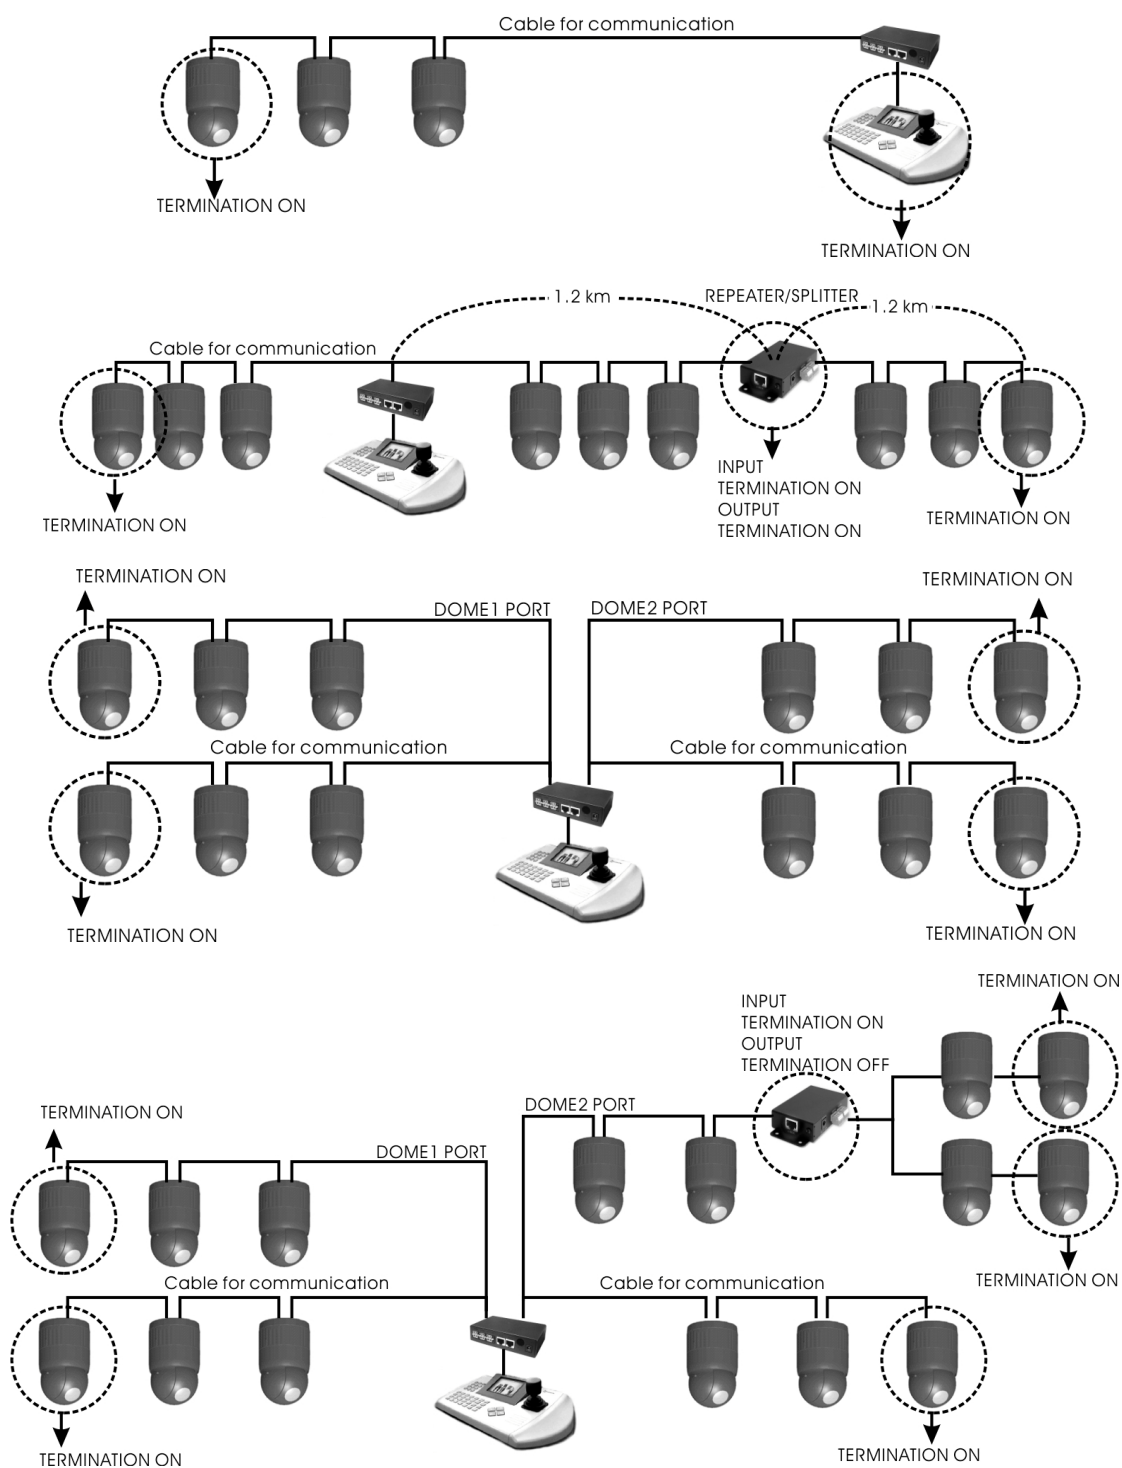 Cable for communication
TERMINATION ON
TERMINATION ON
1.2 km
REPEATER/SPLITTER
1.2 km
Cable for communication
INPUT
TERMINATION ON
OUTPUT
TERMINATION ON
TERMINATION ON
TERMINATION ON
TERMINATION ON
TERMINATION ON
DOME1 PORT
DOME2 PORT
Cable for communication
Cable for communication
TERMINATION ON
TERMINATION ON
TERMINATION ON
INPUT
TERMINATION ON
OUTPUT
TERMINATION OFF
TERMINATION ON
DOME2 PORT
DOME1 PORT
TERMINATION ON
Cable for communication
Cable for communication
TERMINATION ON
TERMINATION ON